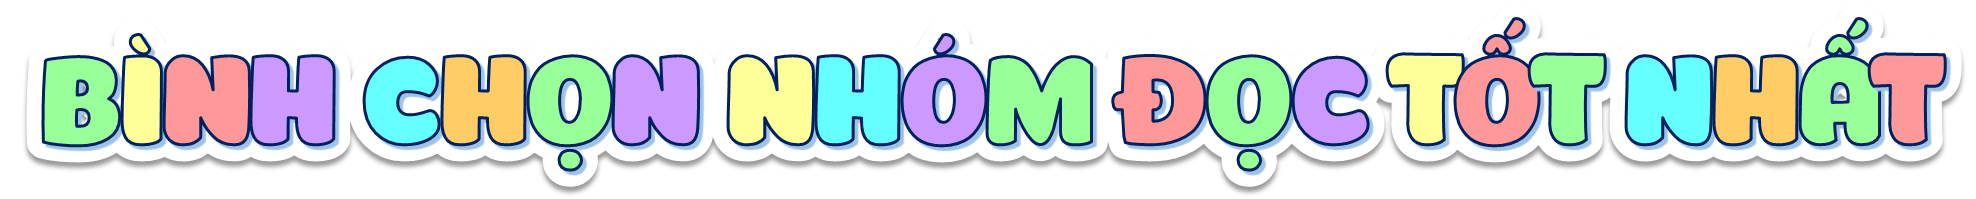 BÌNH CHỌN NHÓM ĐỌC TỐT NHẤT